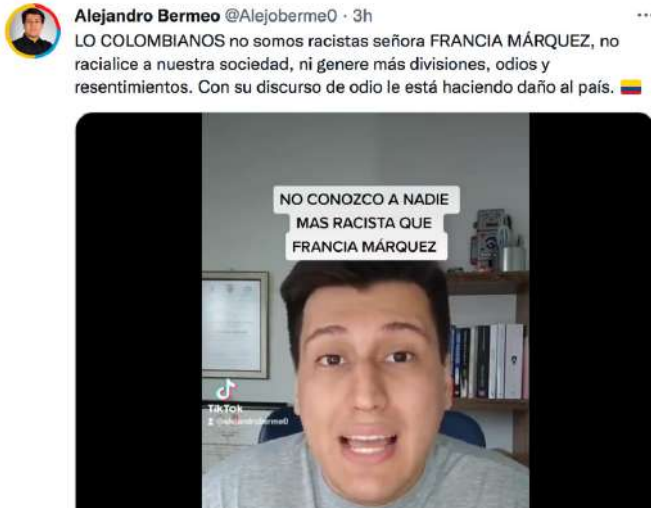 Alejandro Bermeo @Alejoberme0 · 3h
LO COLOMBIANOS no somos racistas señora FRANCIA MÁRQUEZ, no
racialice a nuestra sociedad, ni genere más divisiones, odios y
resentimientos. Con su discurso de odio le está haciendo daño al país.
NO CONOZCO A NADIE
MAS RACISTA QUE
FRANCIA MÁRQUEZ
TikTok